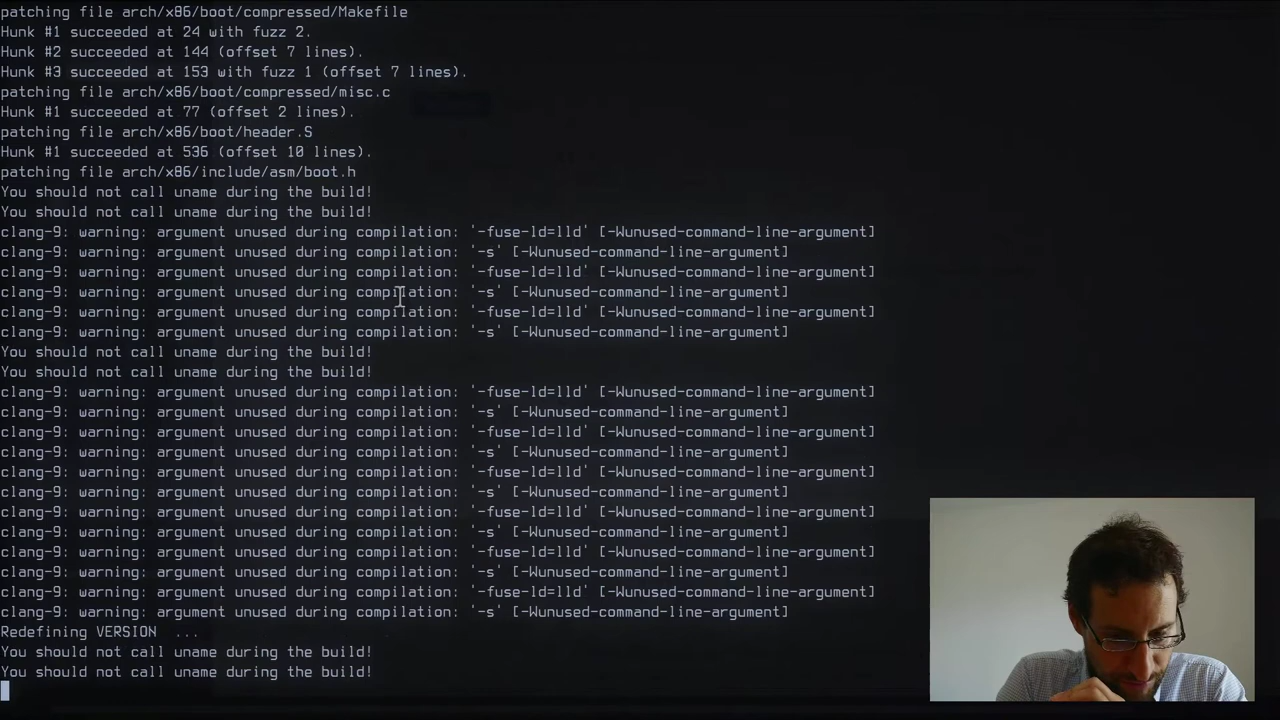 patching file arch/x86/boot/compressed/Makefile
Hunk #1 succeeded at 24 with fuzz 2.
Hunk #2 succeeded at 144 (offset 7 lines).
Hunk #3 succeeded at 153 with fuzz 1 (offset 7 lines).
patching file arch/x86/boot/compressed/misc.c
Hunk #1 succeeded at 77 (offset 2 lines).
patching file arch/x86/boot/header.S
Hunk #1 succeeded at 536 (offset 10 lines).
patching file arch/x86/include/asm/boot.h
You should not call uname during the build!
You should not call uname during the build!
clang-9: warning: argument unused during compilation: '-fuse-ld=lld' [-Wunused-command-line-argument]
clang-9: warning: argument unused during compilation: '-s' [-Wunused-command-line-argument]
clang-9: warning: argument unused during compilation: '-fuse-ld=lld' [-Wunused-command-line-argument]
clang-9: warning: argument unused during compilation: '-s' [-Wunused-command-line-argument]
clang-9: warning: argument unused during compilation: '-fuse-ld=lld' [-Wunused-command-line-argument]
clang-9: warning: argument unused during compilation: '-s' [-Wunused-command-line-argument]
You should not call uname during the build!
You should not call uname during the build!
clang-9: warning: argument unused during compilation: '-fuse-ld=lld' [-Wunused-command-line-argument]
clang-9: warning: argument unused during compilation: '-s' [-Wunused-command-line-argument]
clang-9: warning: argument unused during compilation: '-fuse-ld=lld' [-Wunused-command-line-argument]
clang-9: warning: argument unused during compilation: '-s' [-Wunused-command-line-argument]
clang-9: warning: argument unused during compilation: '-fuse-ld=lld' [-Wunused-command-line-argument]
clang-9: warning: argument unused during compilation: '-s' [-Wunused-command-line-argument]
clang-9: warning: argument unused during compilation: '-fuse-ld=lld' [-Wunused-command-line-argument]
clang-9: warning: argument unused during compilation: '-s' [-Wunused-command-line-argument]
clang-9: warning: argument unused during compilation: '-fuse-ld=lld' [-Wunused-command-line-argument]
clang-9: warning: argument unused during compilation: '-s' [-Wunused-command-line-argument]
clang-9: warning: argument unused during compilation: '-fuse-ld=lld' [-Wunused-command-line-argument]
clang-9: warning: argument unused during compilation: '-s' [-Wunused-command-line-argument]
Redefining VERSION  ...
You should not call uname during the build!
You should not call uname during the build!